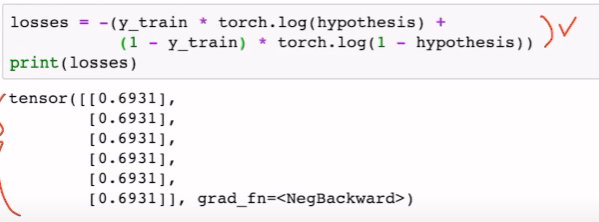 losses = -(y_train * torch.log(hypothesis) +
(1 - y_train) * torch.log(1 - hypothesis))
print(losses)
tensor([[0.6931],
[0.6931],
[0.6931],
[0.6931],
[0.6931],
[0.6931]], grad_fn=<NegBackward>)